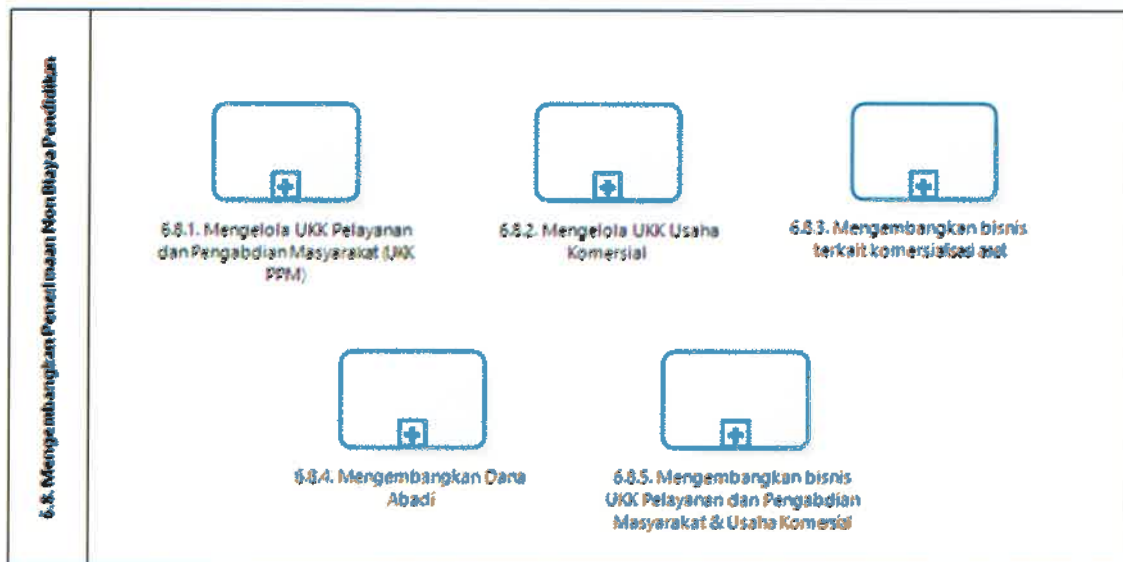 6.8. Mengembangkan Penerimaan Non Biaya Pendidikan
6.8.1. Mengelola UKK Pelayanan
dan Pengabdian Masyarakat (UKK
PPM)
6.8.2. Mengelola UKK Usaha
Komersial
6.8.3. Mengembangkan bisnis
terkait komersialisasi aset
6.8.4. Mengembangkan Dana
Abadi
6.8.5. Mengembangkan bisnis
UKK Pelayanan dan Pengabdian
Masyarakat & Usaha Komersial